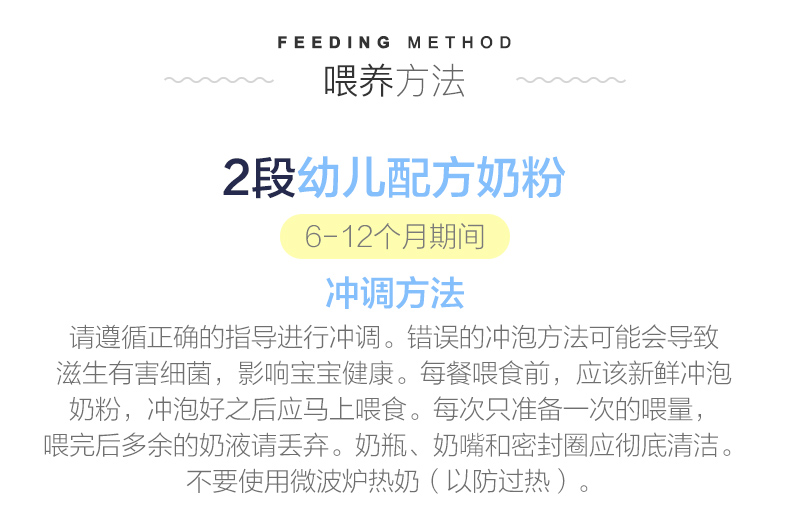 FEEDING METHOD
喂养方法
2段幼儿配方奶粉
6-12个月期间
冲调方法
请遵循正确的指导进行冲调。错误的冲泡方法可能会导致
滋生有害细菌，影响宝宝健康。每餐喂食前，应该新鲜冲泡
奶粉，冲泡好之后应马上喂食。每次只准备一次的喂量，
喂完后多余的奶液请丢弃。奶瓶、奶嘴和密封圈应彻底清洁。
不要使用微波炉热奶（以防过热）。